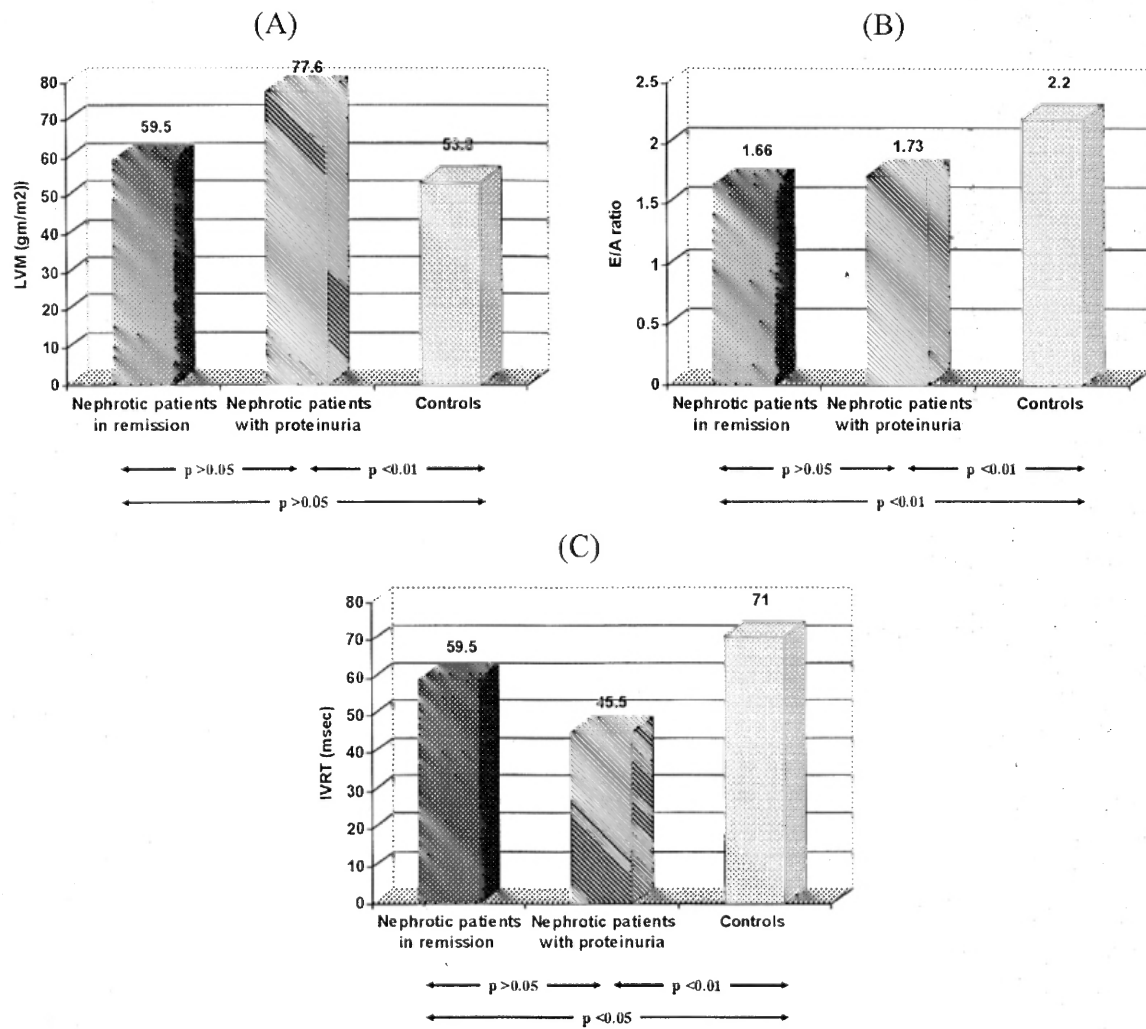 (A)
LVM (gm/m2))
80
70
60
50
40
30
20
10
0
59.5
77.6
53.8
Nephrotic patients in remission
Nephrotic patients with proteinuria
Controls
p >0.05
p <0.01
p >0.05
(B)
E/A ratio
2.5
2
1.5
1
0.5
0
1.66
1.73
2.2
Nephrotic patients in remission
Nephrotic patients with proteinuria
Controls
p >0.05
p <0.01
p <0.01
(C)
IVRT (msec)
80
70
60
50
40
30
20
10
0
59.5
45.5
71
Nephrotic patients in remission
Nephrotic patients with proteinuria
Controls
p >0.05
p <0.01
p <0.05